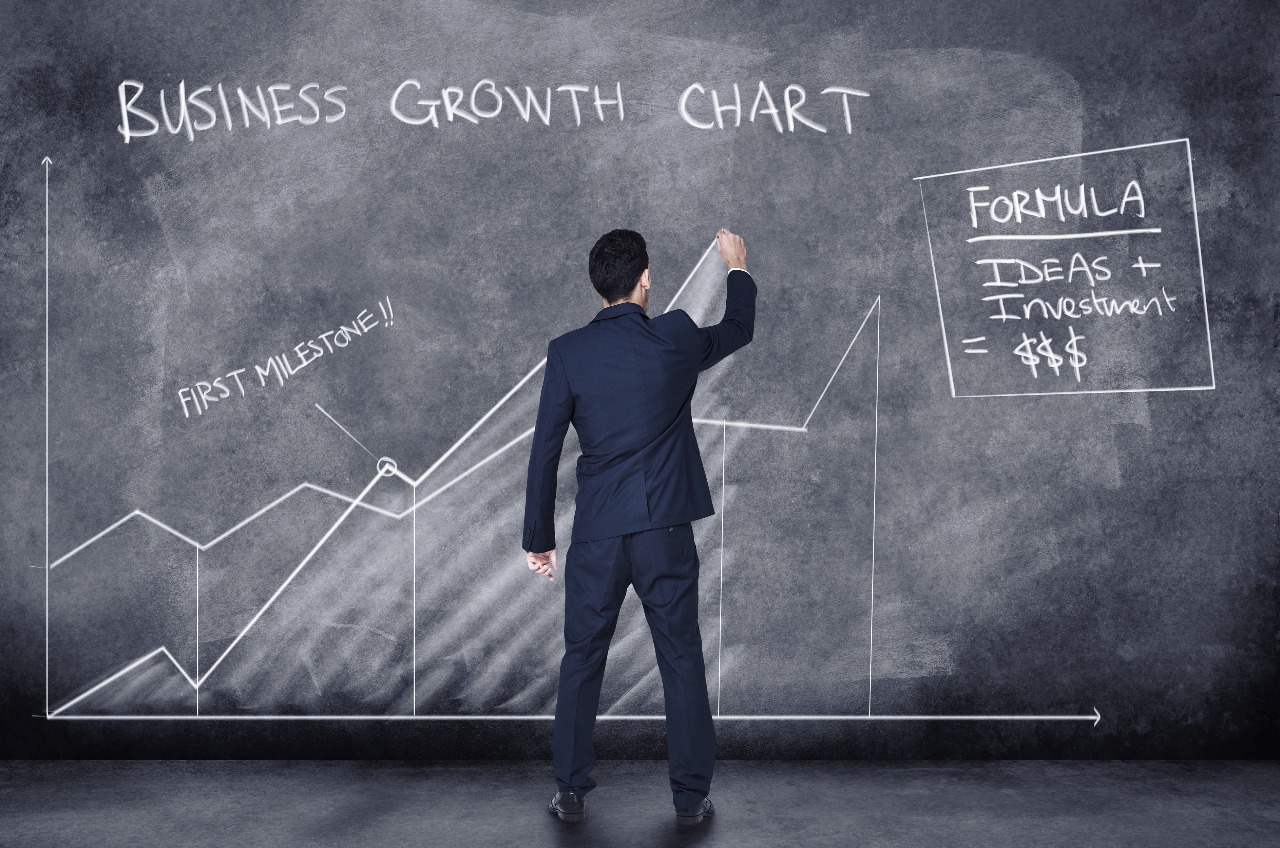 BUSINESS GROWTH CHART
FIRST MILESTONE!!
FORMULA
IDEAS +
Investment
= $$$